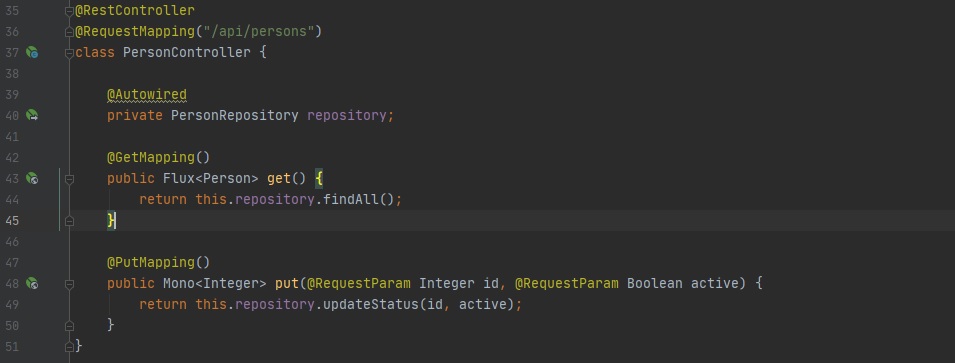 35 @RestController
36 @RequestMapping("/api/persons")
37 class PersonController {
38
39 @Autowired
40 private PersonRepository repository;
41
42 @GetMapping()
43 public Flux<Person> get() {
44 return this.repository.findAll();
45 }
46
47 @PutMapping()
48 public Mono<Integer> put(@RequestParam Integer id, @RequestParam Boolean active) {
49 return this.repository.updateStatus(id, active);
50 }
51 }